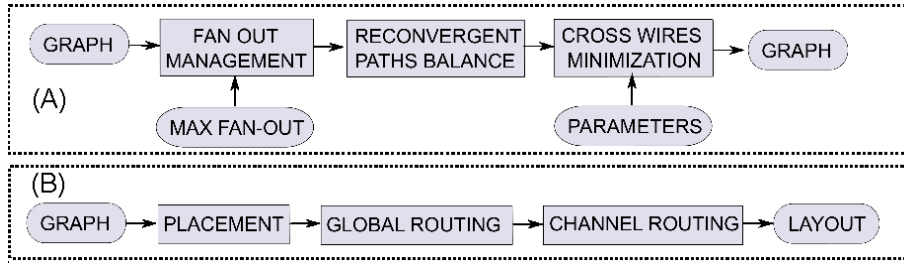 GRAPH
FAN OUT
MANAGEMENT
RECONVERGENT
PATHS BALANCE
CROSS WIRES
MINIMIZATION
GRAPH
(A)
MAX FAN-OUT
PARAMETERS
(B)
GRAPH
PLACEMENT
GLOBAL ROUTING
CHANNEL ROUTING
LAYOUT